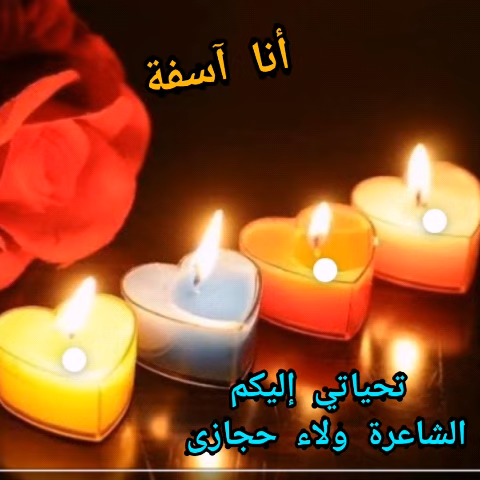 أنا آسفة
تحياتي إليكم
الشاعرة ولاء حجازى